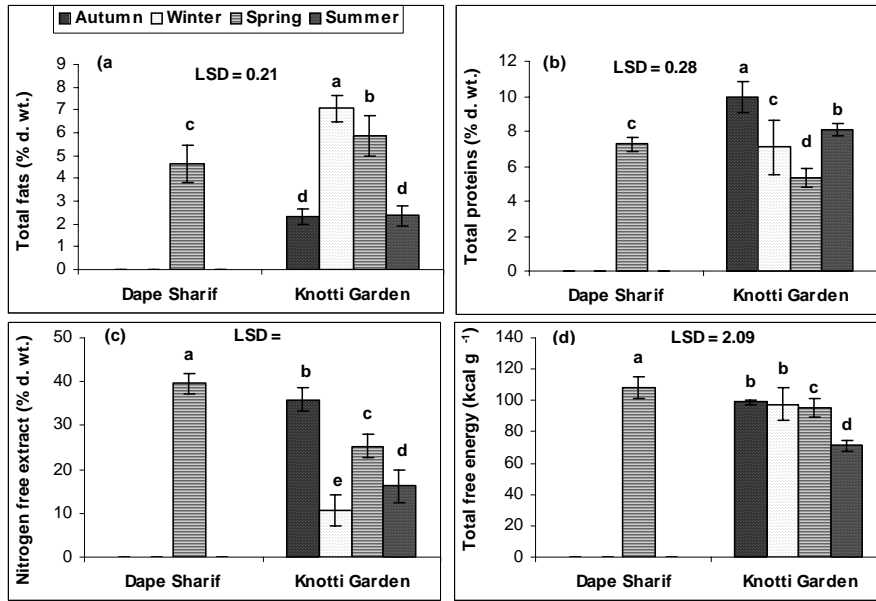 Autumn Winter Spring Summer
(a
LSD = 0.21
Total fats (% d. wt.)
9
8
7
6
5
4
3
2
1
0
c
d
a
b
d
Dape Sharif Knotti Garden
(b)
LSD = 0.28
Total proteins (% d. wt.)
12
10
8
6
4
2
0
c
a
c
d
b
Dape Sharif Knotti Garden
(c)
LSD =
Nitrogen free extract (% d. wt.)
50
40
30
20
10
0
a
b
e
c
d
Dape Sharif Knotti Garden
(d)
LSD = 2.09
Total free energy (kcal g -1)
140
120
100
80
60
40
20
0
a
b
b
c
d
Dape Sharif Knotti Garden